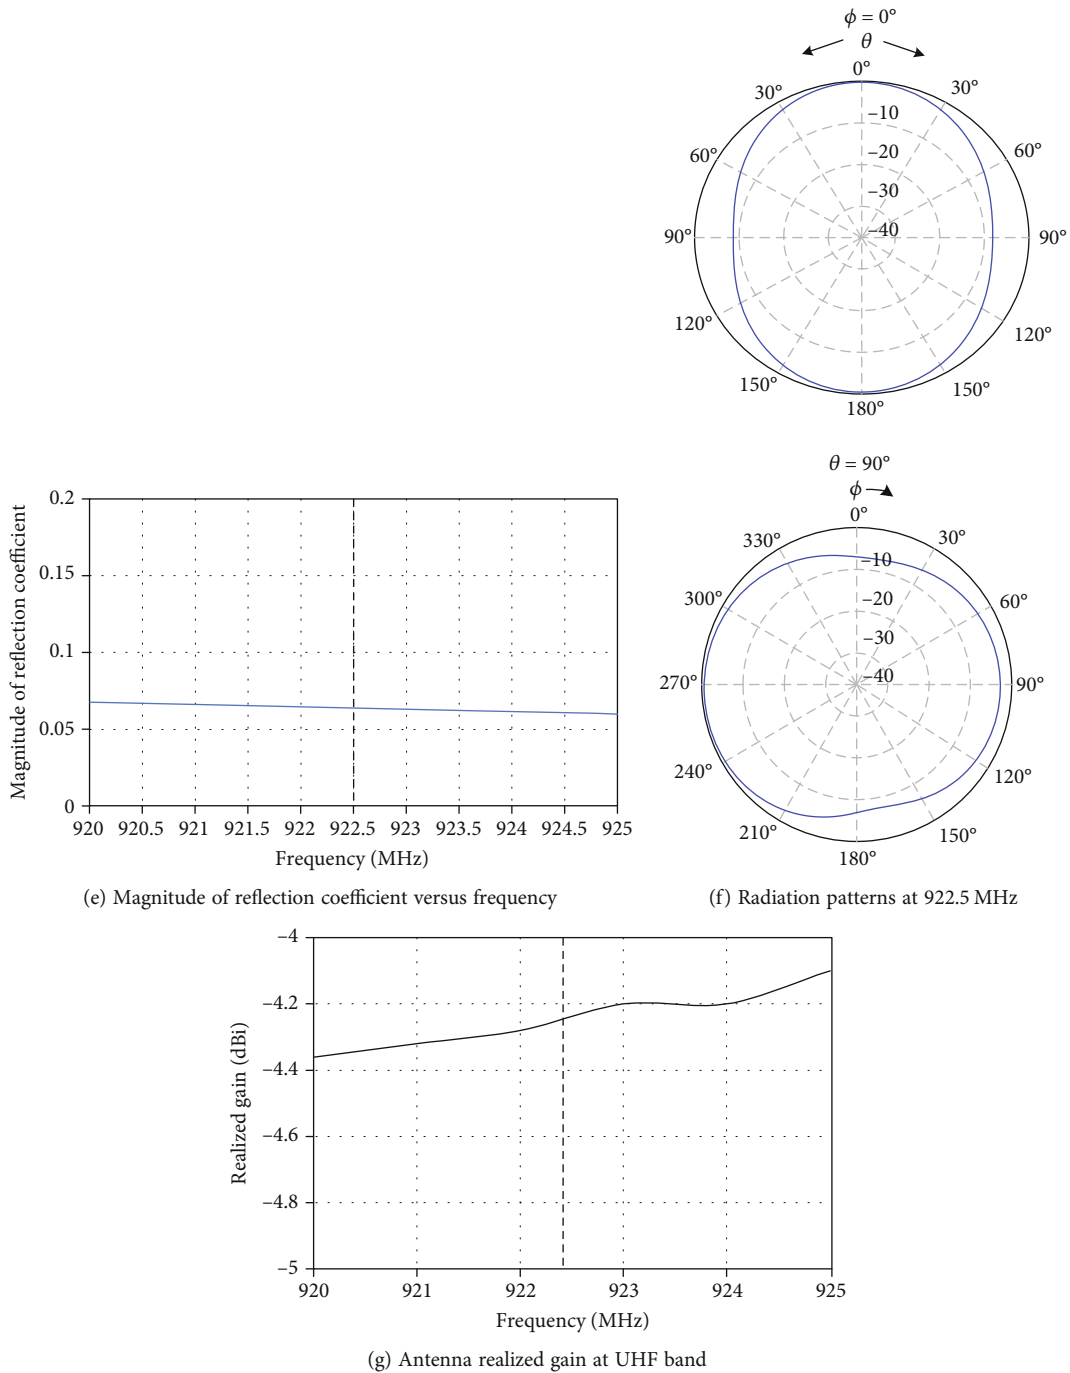 ϕ = 0°
θ
0°
30° 30°
–10
60° –20 60°
–30
90° –40 90°
120° 120°
150° 150°
180°
θ = 90°
ϕ
0°
330° 30°
–10
300° –20 60°
–30
270° –40 90°
240° 120°
210° 150°
180°
Magnitude of reflection coefficient
0.2
0.15
0.1
0.05
0
920 920.5 921 921.5 922 922.5 923 923.5 924 924.5 925
Frequency (MHz)
(e) Magnitude of reflection coefficient versus frequency
(f) Radiation patterns at 922.5 MHz
Realized gain (dBi)
–4
–4.2
–4.4
–4.6
–4.8
–5
920 921 922 923 924 925
Frequency (MHz)
(g) Antenna realized gain at UHF band